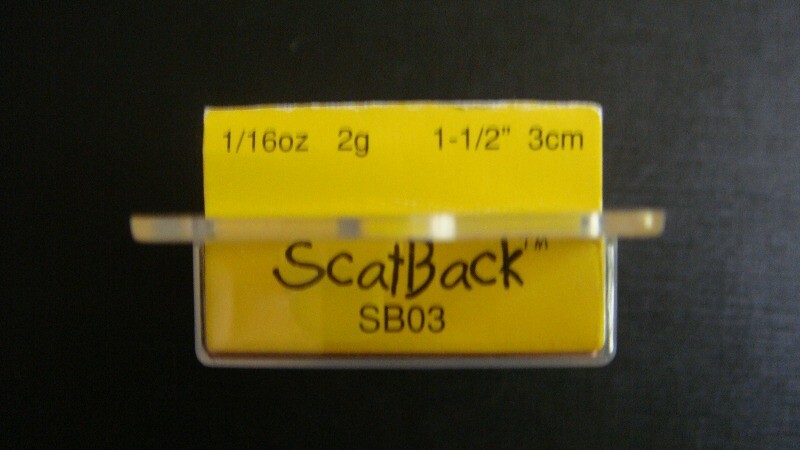 1/16oz 2g 1-1/2" 3cm
ScatBack™
SB03